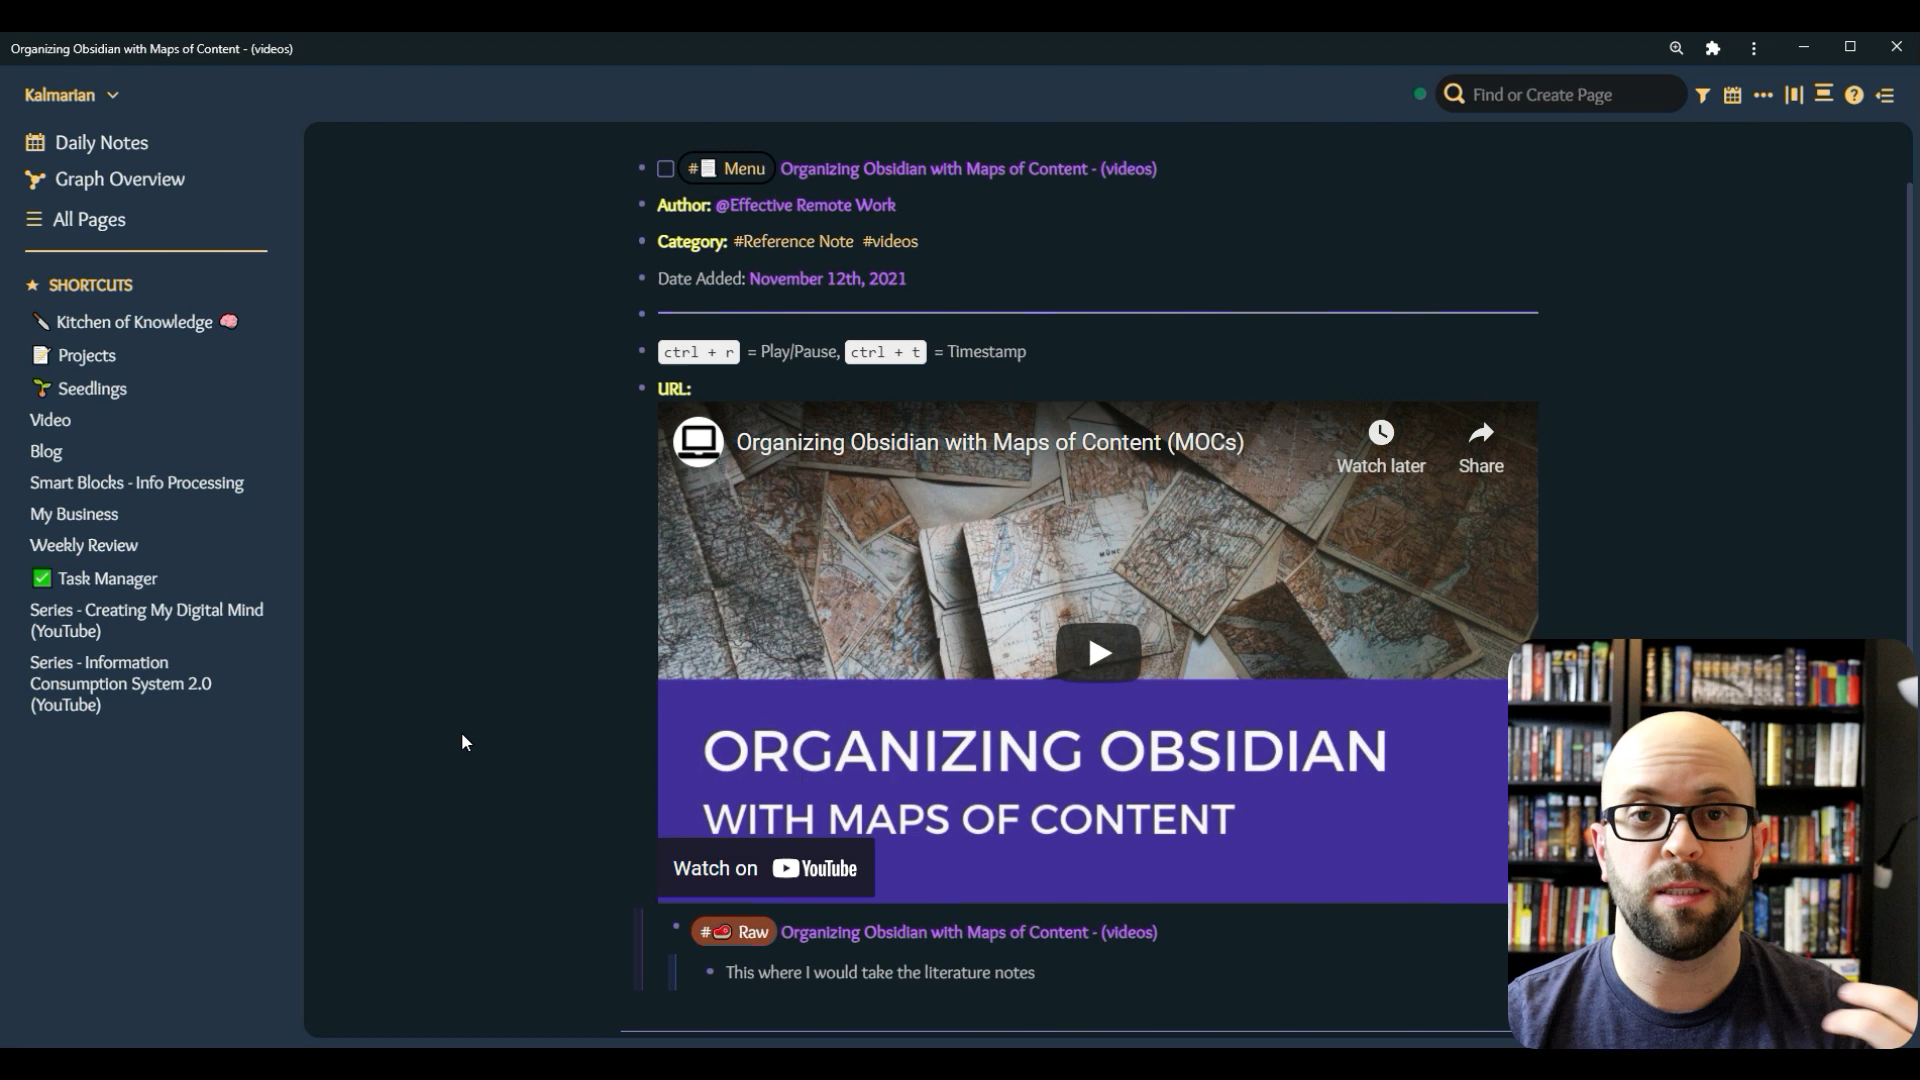 Organizing Obsidian with Maps of Content - (videos)
Kalmarian
Find or Create Page
Daily Notes
Graph Overview
All Pages
SHORTCUTS
Kitchen of Knowledge
Projects
Seedlings
Video
Blog
Smart Blocks - Info Processing
My Business
Weekly Review
Task Manager
Series - Creating My Digital Mind
(YouTube)
Series - Information
Consumption System 2.0
(YouTube)
# Menu Organizing Obsidian with Maps of Content - (videos)
Author: @Effective Remote Work
Category: #Reference Note #videos
Date Added: November 12th, 2021
ctrl + r = Play/Pause, ctrl + t = Timestamp
URL:
Organizing Obsidian with Maps of Content (MOCs)
Watch later
Share
ORGANIZING OBSIDIAN
WITH MAPS OF CONTENT
Watch on YouTube
# Raw Organizing Obsidian with Maps of Content - (videos)
This where I would take the literature notes